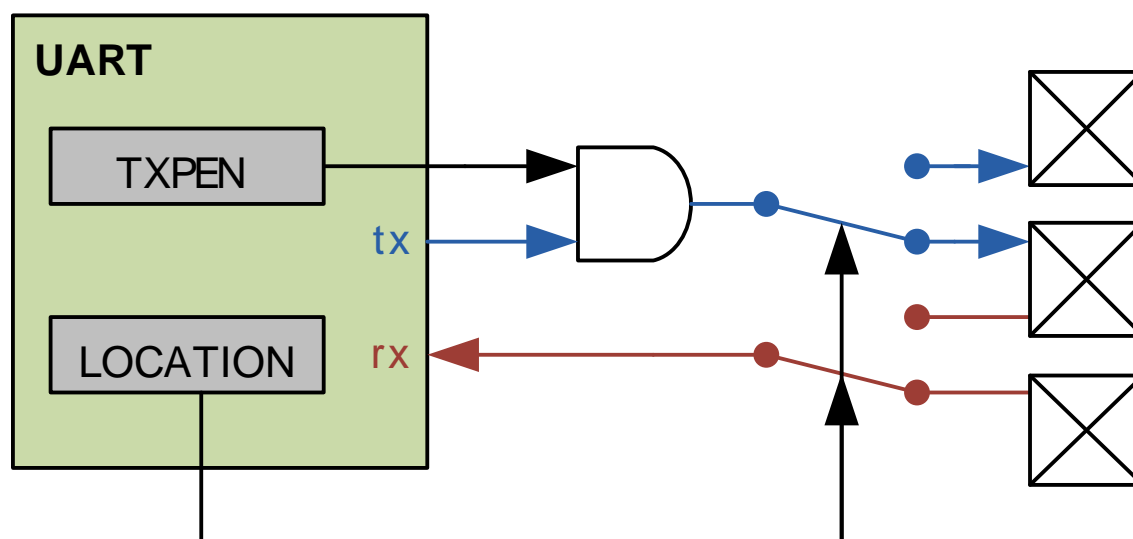 UART
TXPEN
tx
LOCATION
rx